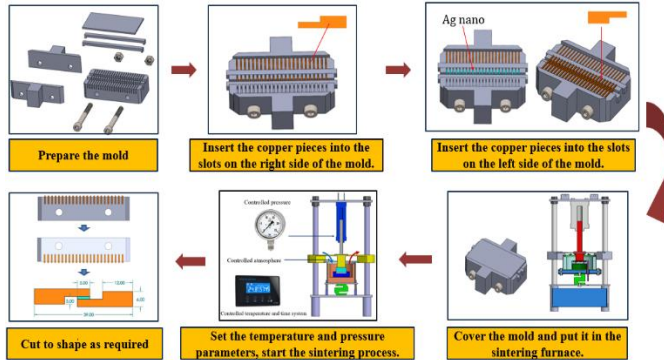 Ag nano
Prepare the mold
Insert the copper pieces into the
slots on the right side of the mold.
Insert the copper pieces into the slots
on the left side of the mold.
Controlled pressure
Controlled atmosphere
Controlled temperature and time system
Cut to shape as required
Set the temperature and pressure
parameters, start the sintering process.
Cover the mold and put it in the
sintering furnace.